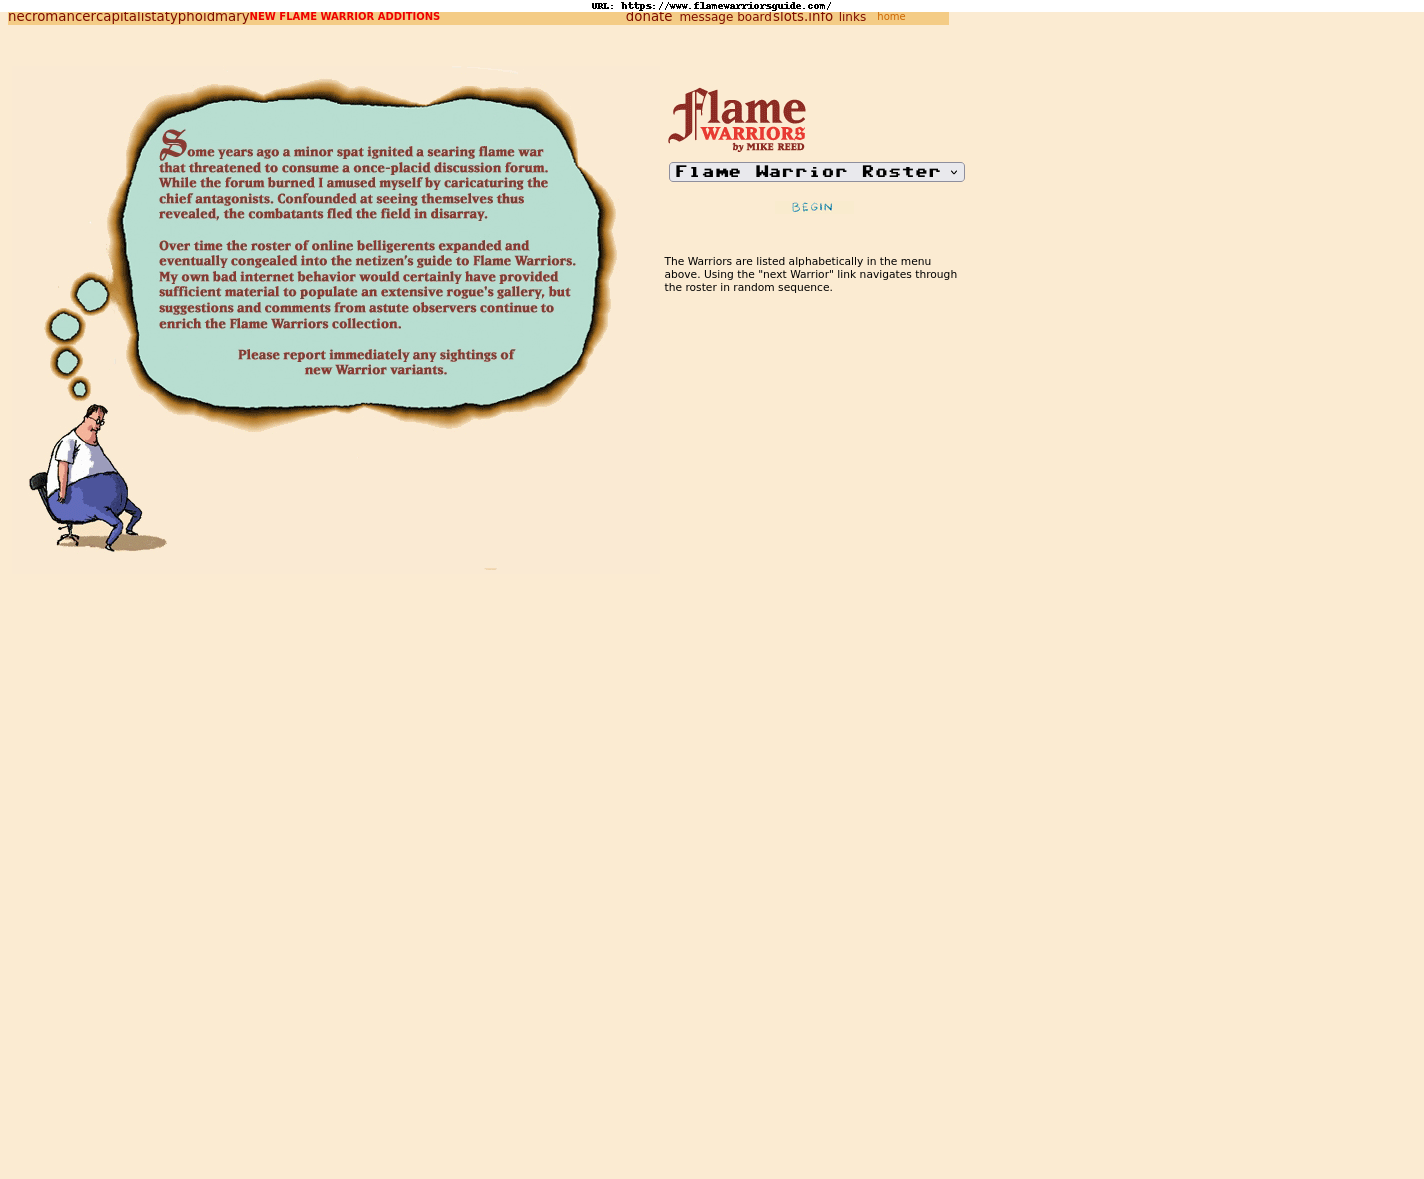 URL: https://www.flamewarriorsguide.com/
necromancercapitalistatyphoidmaryNEW FLAME WARRIOR ADDITIONS donate message boardslots.info links home
Some years ago a minor spat ignited a searing flame war
that threatened to consume a once-placid discussion forum.
While the forum burned I amused myself by caricaturing the
chief antagonists. Confounded at seeing themselves thus
revealed, the combatants fled the field in disarray.
Over time the roster of online belligerents expanded and
eventually congealed into the netizen's guide to Flame Warriors.
My own bad internet behavior would certainly have provided
sufficient material to populate an extensive rogue's gallery, but
suggestions and comments from astute observers continue to
enrich the Flame Warriors collection.
Please report immediately any sightings of
new Warrior variants.
Flame
WARRIORS
by MIKE REED
Flame Warrior Roster
BEGIN
The Warriors are listed alphabetically in the menu
above. Using the "next Warrior" link navigates through
the roster in random sequence.